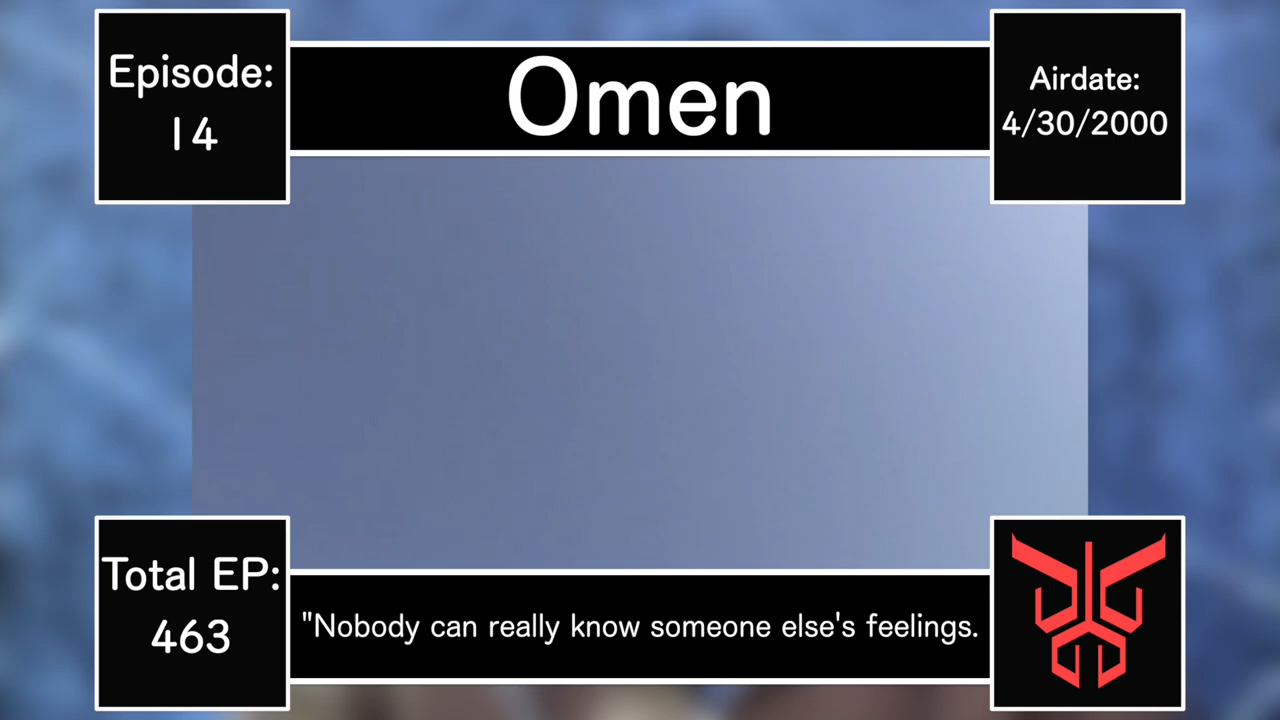 Episode:
14
Omen
Airdate:
4/30/2000
Total EP:
463
"Nobody can really know someone else's feelings.